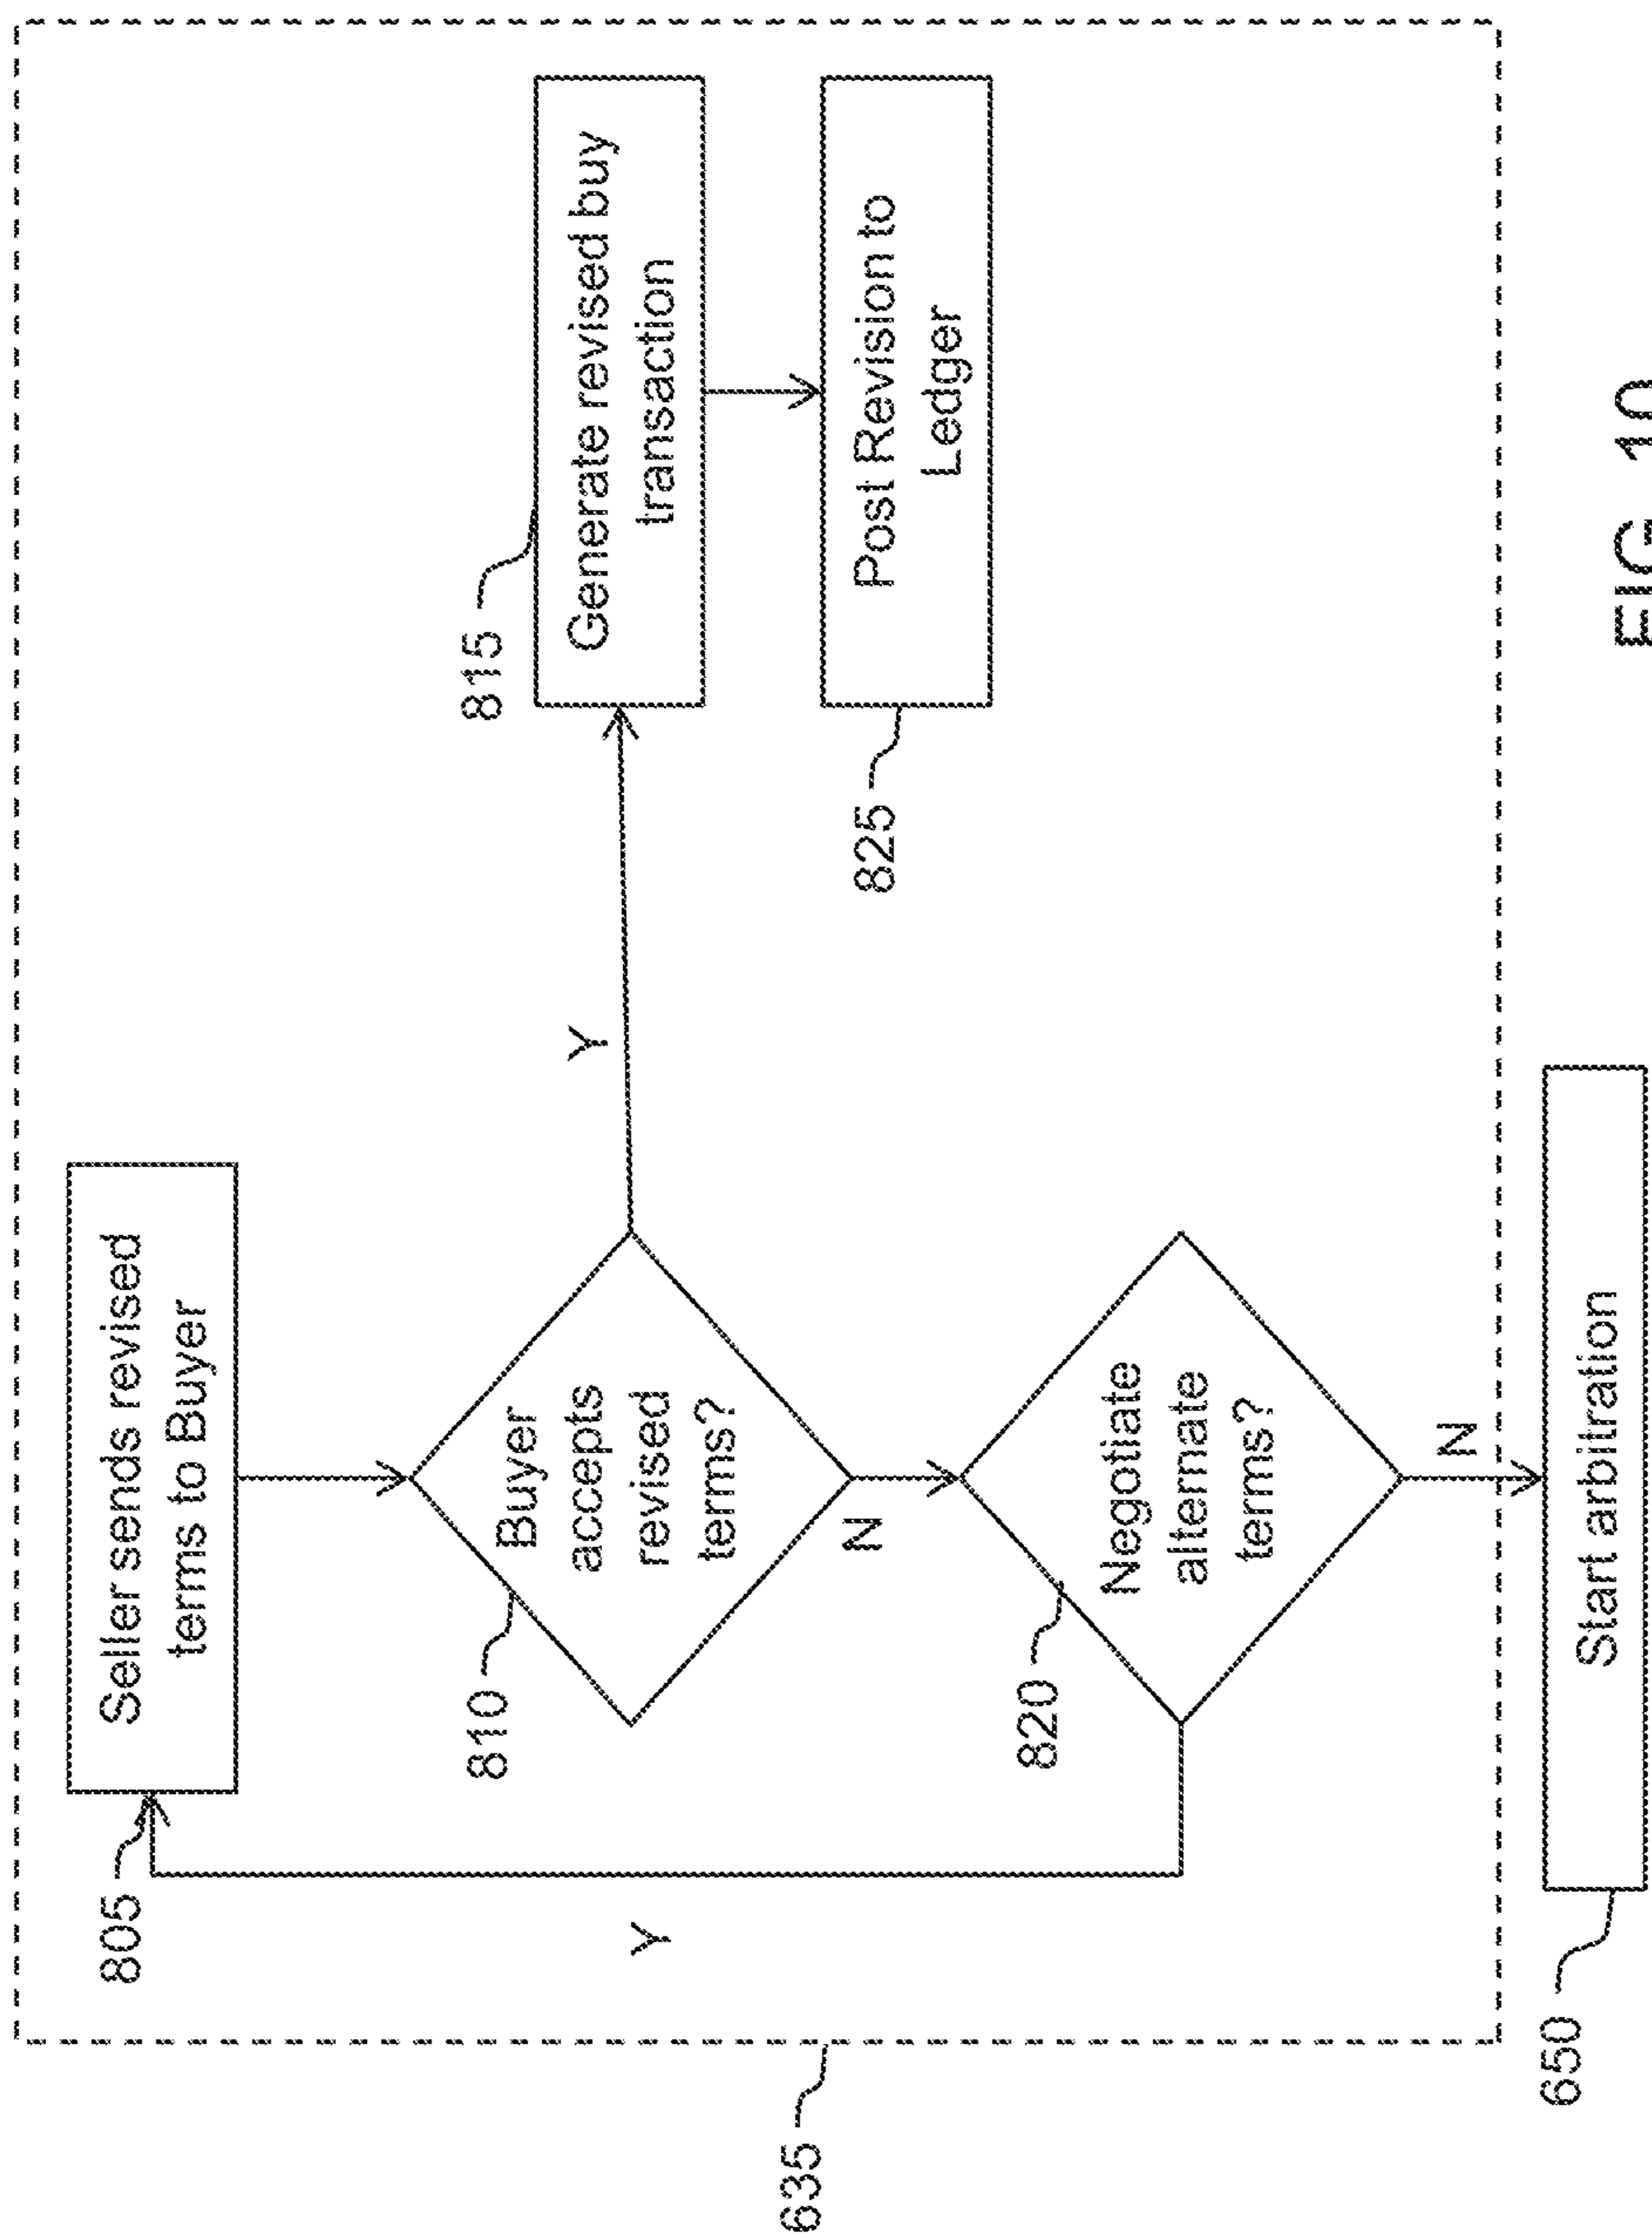 805
Seller sends revised
terms to Buyer
810
Buyer
accepts
revised
terms?
Y
815
Generate revised buy
transaction
N
Y
820
Negotiate
alternate
terms?
825
Post Revision to
Ledger
N
635
650
Start arbitration
FIG. 10